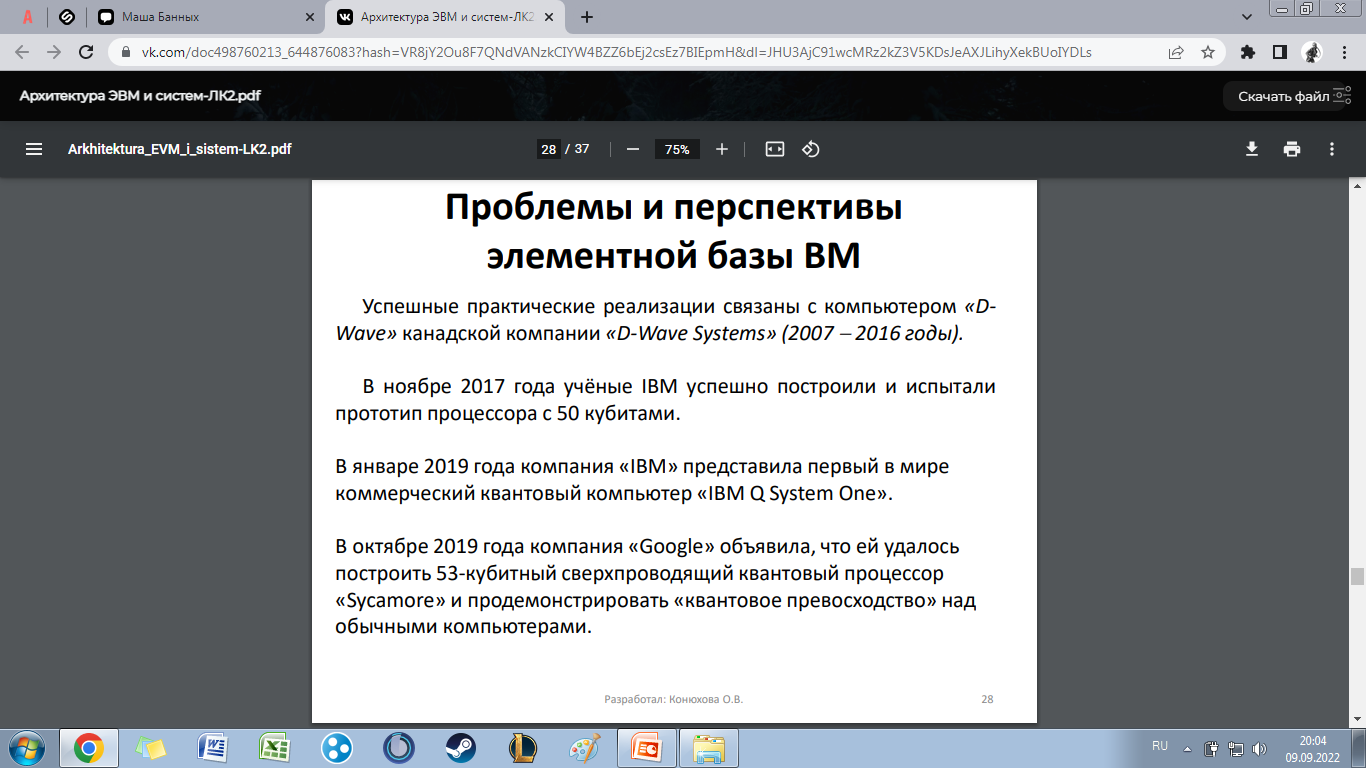 Маша Банных
Архитектура ЭВМ и систем-ЛК2
vk.com/doc498760213_644876083?hash=VR8jY2Ou8F7QNdVANzkCIYW4BZZ6bEj2csEz7BIEpmH&dl=JHU3AjC91wcMRz2kZ3V5KDsJeAXJLihyXekBUoIYDLs
Архитектура ЭВМ и систем-ЛК2.pdf
Скачать файл
Arkhitektura_EVM_i_sistem-LK2.pdf
28 / 37
75%
Проблемы и перспективы
элементной базы ВМ
Успешные практические реализации связаны с компьютером «D-
Wave» канадской компании «D-Wave Systems» (2007 – 2016 годы).
В ноябре 2017 года учёные IBM успешно построили и испытали
прототип процессора с 50 кубитами.
В январе 2019 года компания «IBM» представила первый в мире
коммерческий квантовый компьютер «IBM Q System One».
В октябре 2019 года компания «Google» объявила, что ей удалось
построить 53-кубитный сверхпроводящий квантовый процессор
«Sycamore» и продемонстрировать «квантовое превосходство» над
обычными компьютерами.
Разработал: Конюхова О.В.
28
RU
20:04
09.09.2022